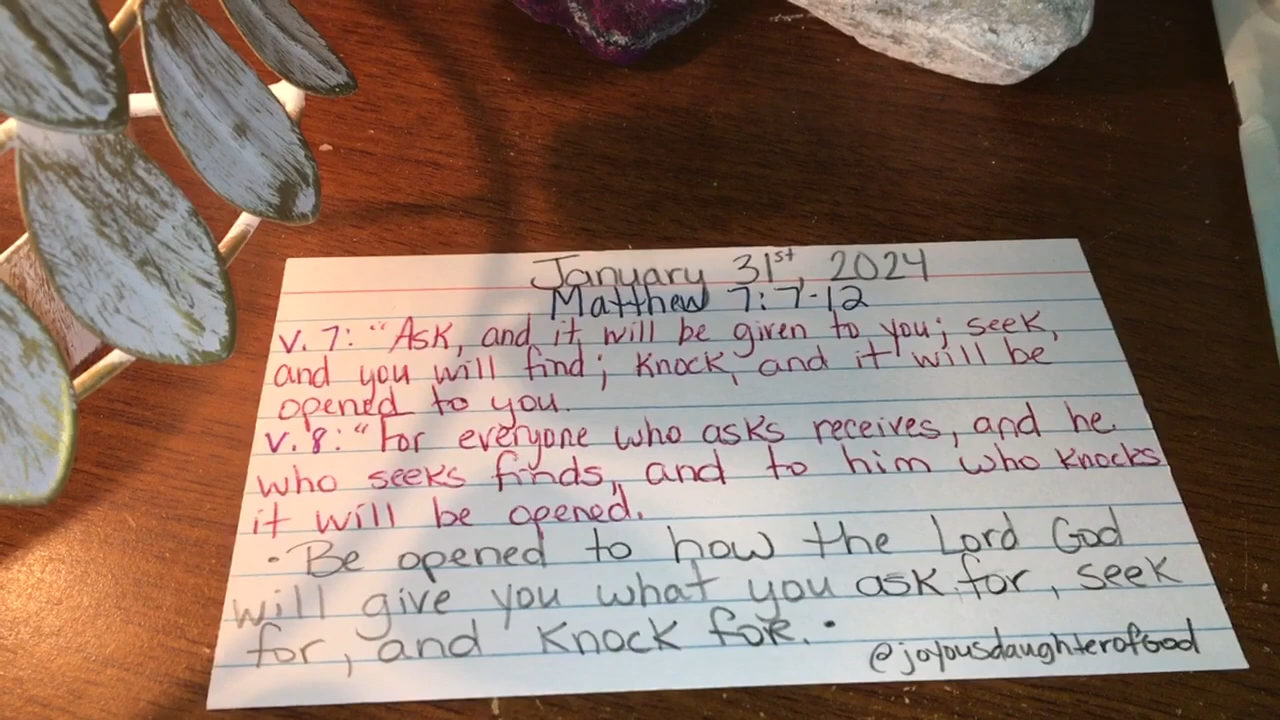 January 31st, 2024
Matthew 7:7-12
v. 7: "Ask, and it will be given to you; seek,
and you will find; knock, and it will be
opened to you.
v. 8: "For everyone who asks receives, and he
who seeks finds, and to him who knocks
it will be opened.
• Be opened to how the Lord God
will give you what you ask for, seek
for, and knock for. •
@joyousdaughterofGod